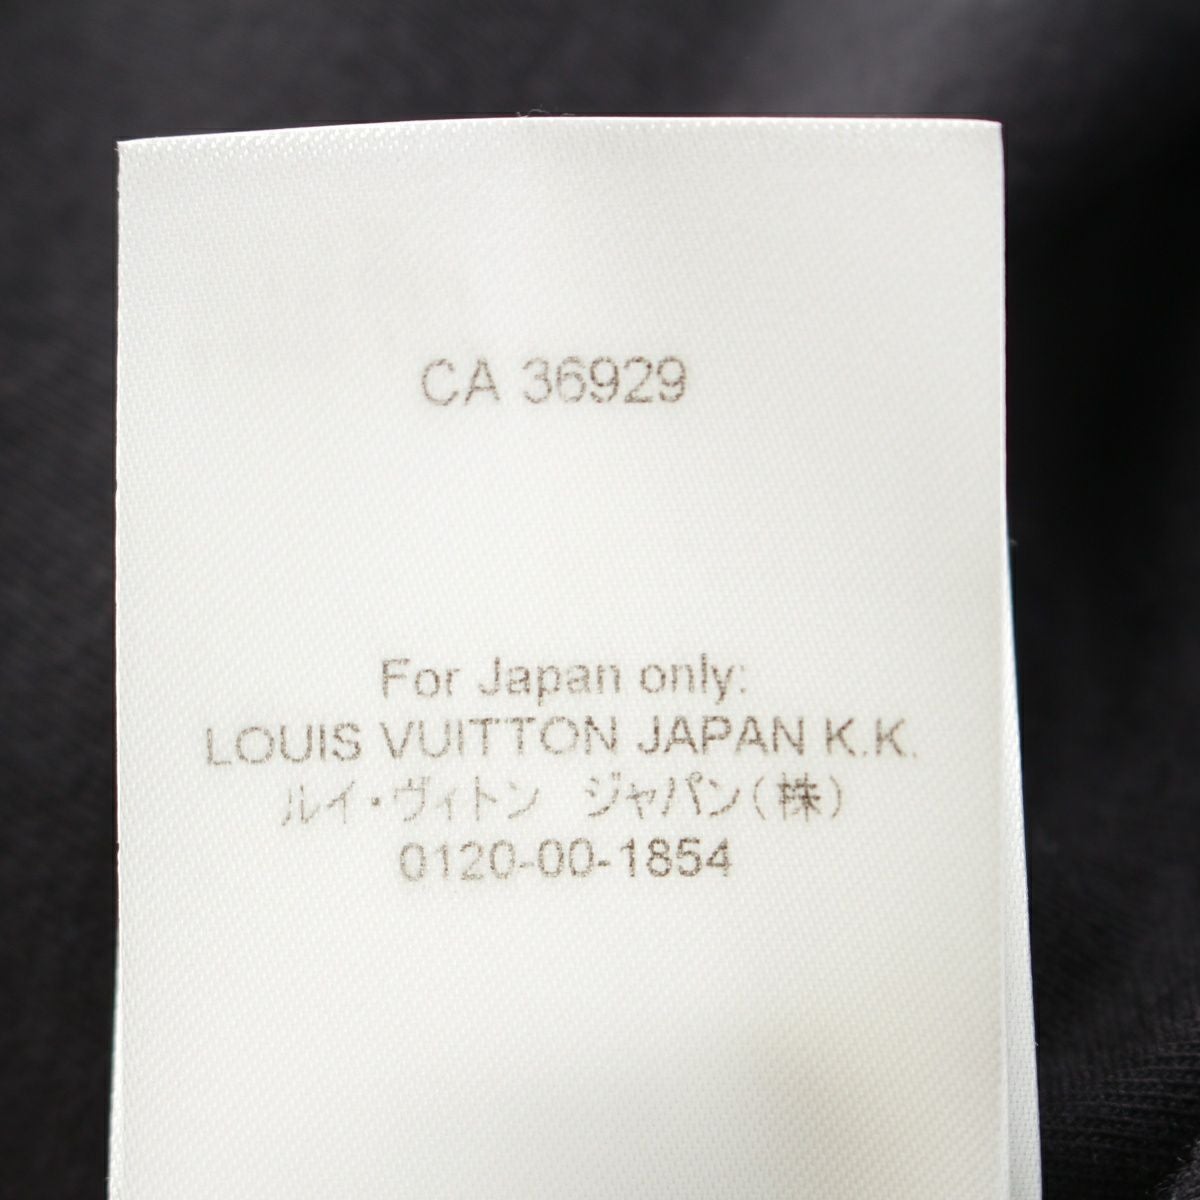 CA 36929
For Japan only:
LOUIS VUITTON JAPAN K.K.
ルイ・ヴィトン　ジャパン(株)
0120-00-1854